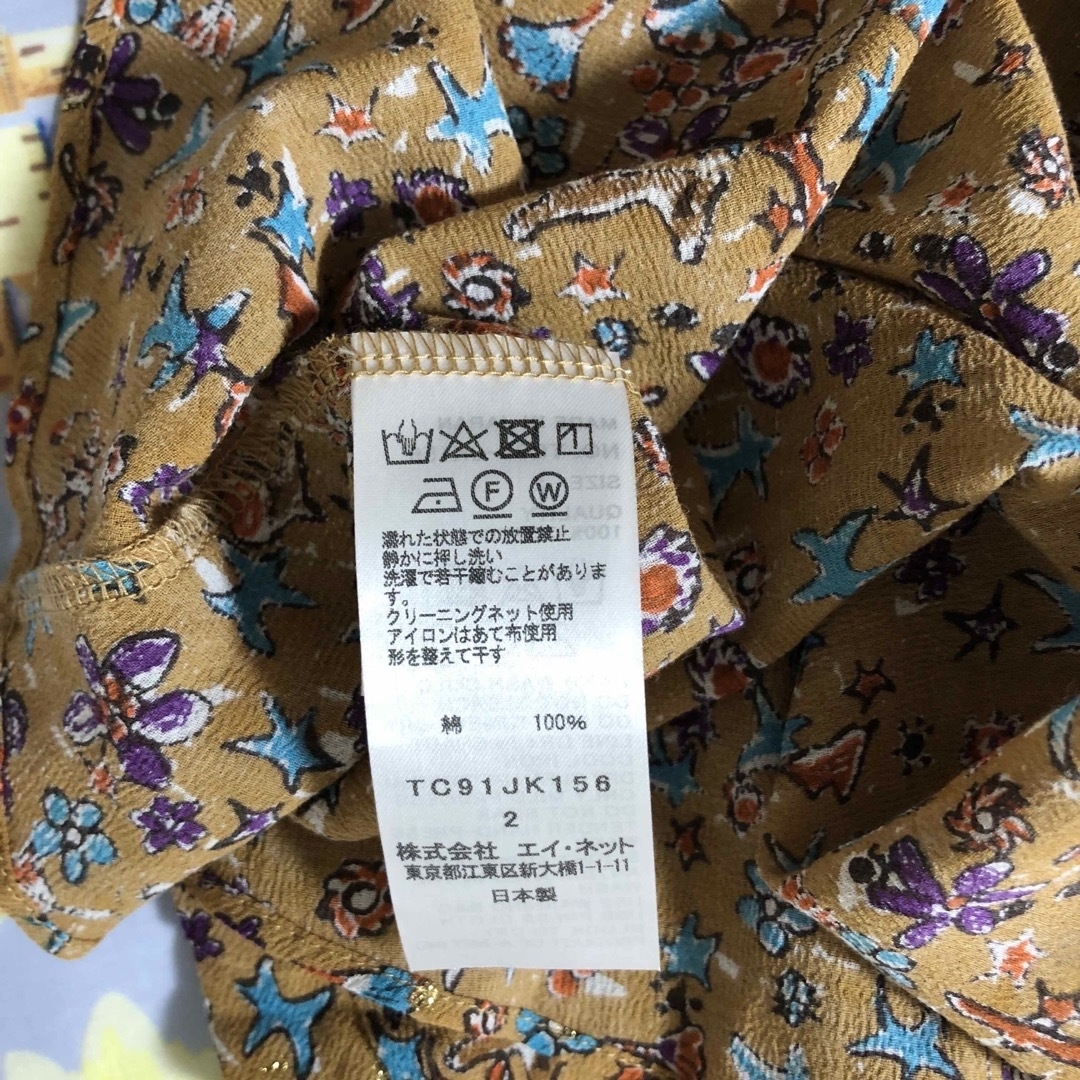 F W
濡れた状態での放置禁止
静かに押し洗い
洗濯で若干縮むことがありま
す。
クリーニングネット使用
アイロンはあて布使用
形を整えて干す
綿 100%
TC91JK156
2
株式会社 エイ・ネット
東京都江東区新大橋1-1-11
日本製